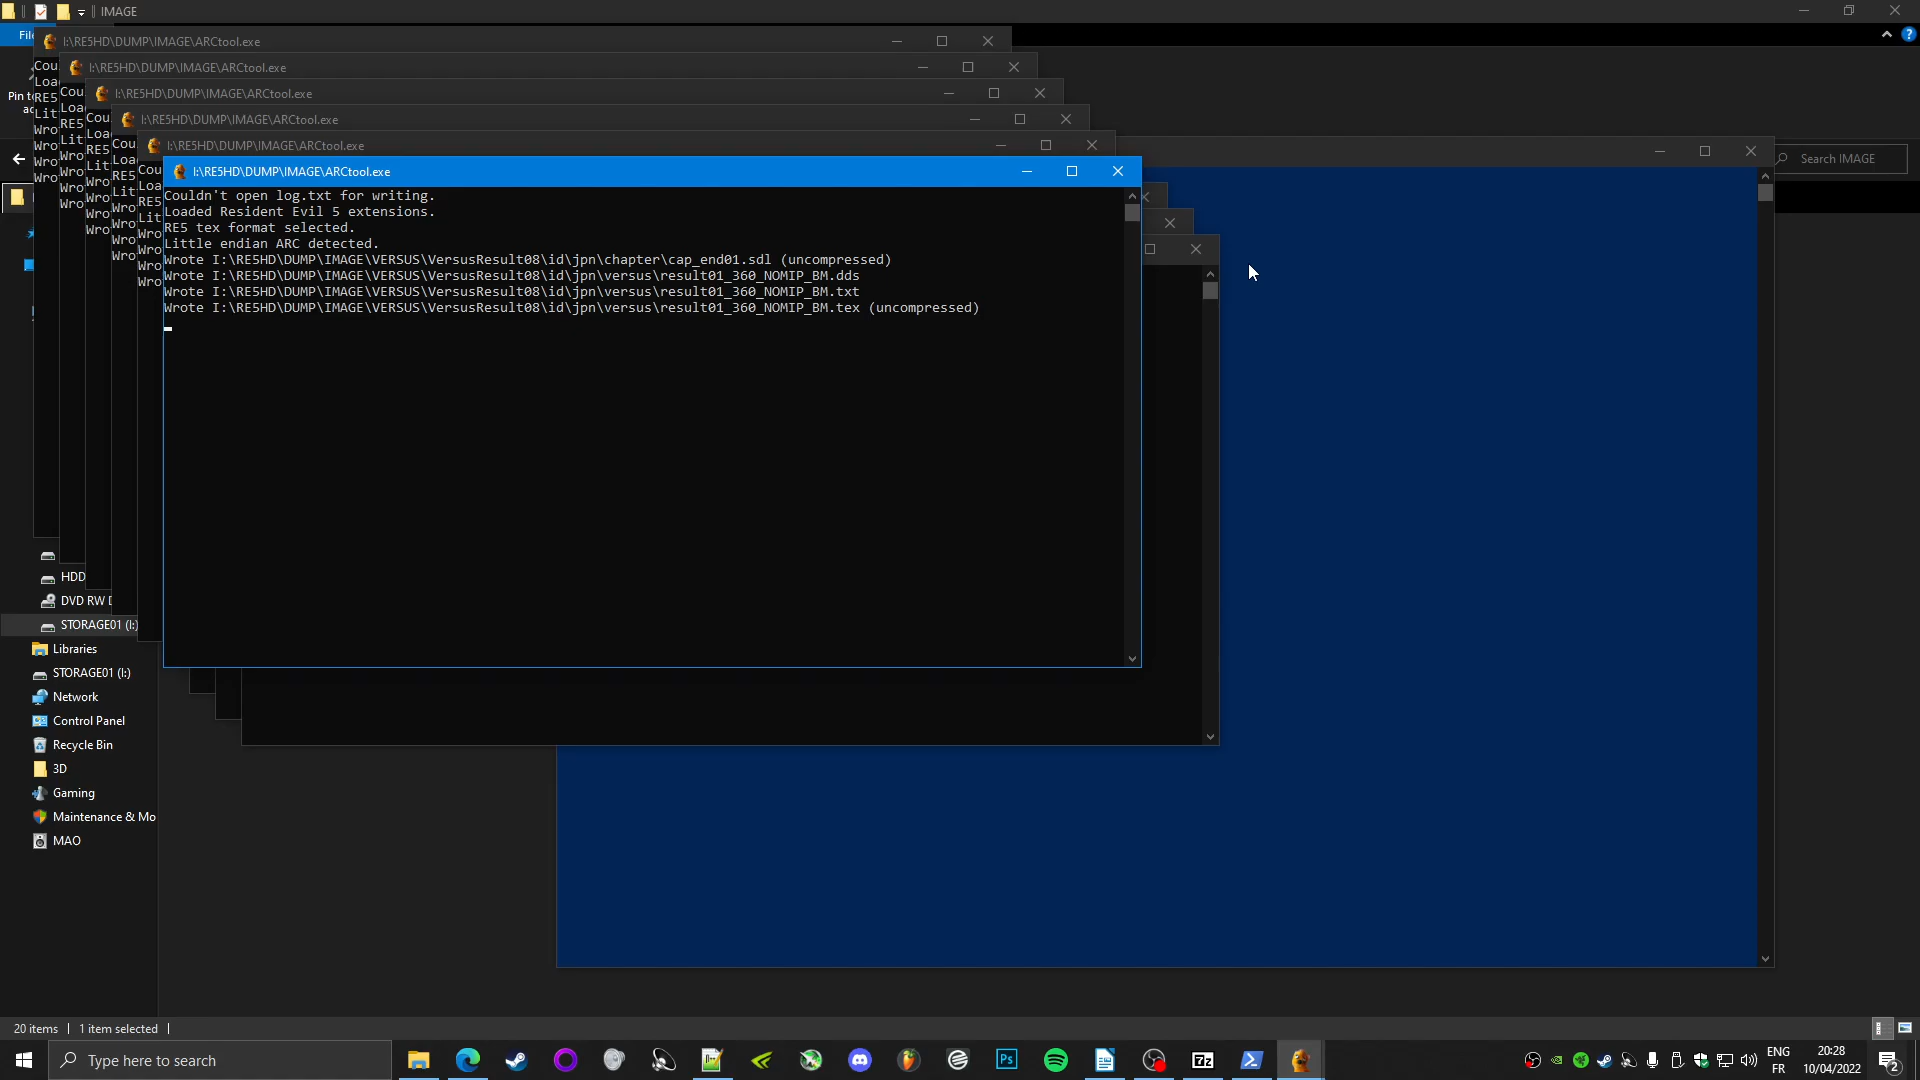 IMAGE
File
I:\RE5HD\DUMP\IMAGE\ARCtool.exe
I:\RE5HD\DUMP\IMAGE\ARCtool.exe
I:\RE5HD\DUMP\IMAGE\ARCtool.exe
I:\RE5HD\DUMP\IMAGE\ARCtool.exe
I:\RE5HD\DUMP\IMAGE\ARCtool.exe
I:\RE5HD\DUMP\IMAGE\ARCtool.exe
Search IMAGE
Couldn't open log.txt for writing.
Loaded Resident Evil 5 extensions.
RE5 tex format selected.
Little endian ARC detected.
Wrote I:\RE5HD\DUMP\IMAGE\VERSUS\VersusResult08\id\jpn\chapter\cap_end01.sdl (uncompressed)
Wrote I:\RE5HD\DUMP\IMAGE\VERSUS\VersusResult08\id\jpn\versus\result01_360_NOMIP_BM.dds
Wrote I:\RE5HD\DUMP\IMAGE\VERSUS\VersusResult08\id\jpn\versus\result01_360_NOMIP_BM.txt
Wrote I:\RE5HD\DUMP\IMAGE\VERSUS\VersusResult08\id\jpn\versus\result01_360_NOMIP_BM.tex (uncompressed)
HDD
DVD RW D
STORAGE01 (I:)
Libraries
STORAGE01 (I:)
Network
Control Panel
Recycle Bin
3D
Gaming
Maintenance & Mo
MAO
20 items
1 item selected
Type here to search
Ps
7z
ENG
FR
20:28
10/04/2022
2